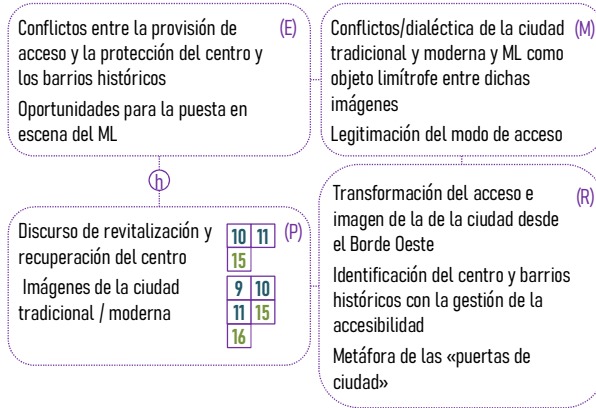 Conflictos entre la provisión de (E)
acceso y la protección del centro y
los barrios históricos
Oportunidades para la puesta en
escena del ML
Conflictos/dialéctica de la ciudad (M)
tradicional y moderna y ML como
objeto limítrofe entre dichas
imágenes
Legitimación del modo de acceso
h
Discurso de revitalización y 10 11 (P)
recuperación del centro 15
Imágenes de la ciudad 9 10
tradicional / moderna 11 15
16
Transformación del acceso e (R)
imagen de la de la ciudad desde
el Borde Oeste
Identificación del centro y barrios
históricos con la gestión de la
accesibilidad
Metáfora de las «puertas de
ciudad»